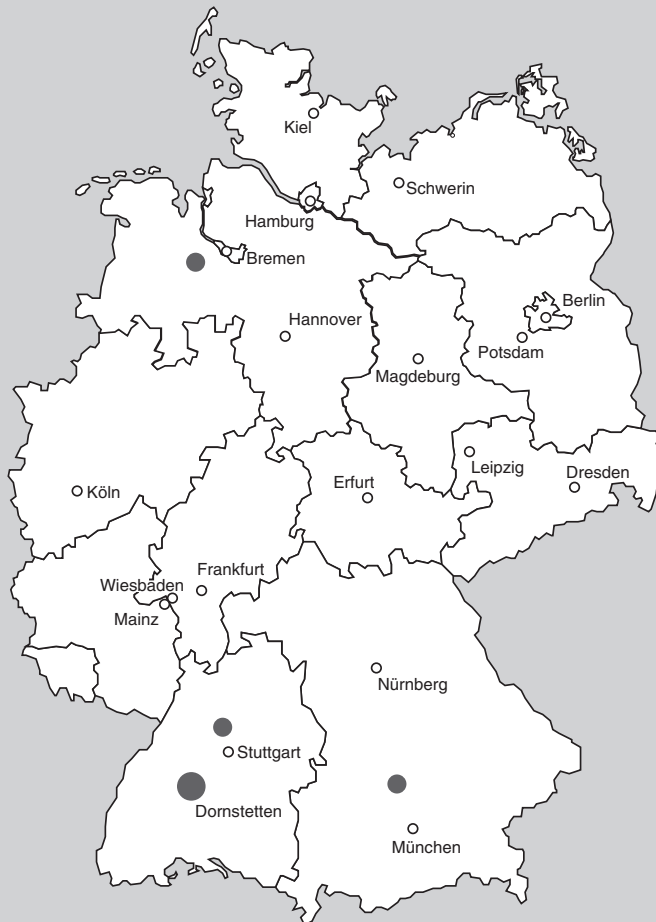 Kiel
Schwerin
Hamburg
Bremen
Berlin
Hannover
Potsdam
Magdeburg
Leipzig
Dresden
Erfurt
Köln
Frankfurt
Wiesbaden
Mainz
Nürnberg
Stuttgart
Dornstetten
München